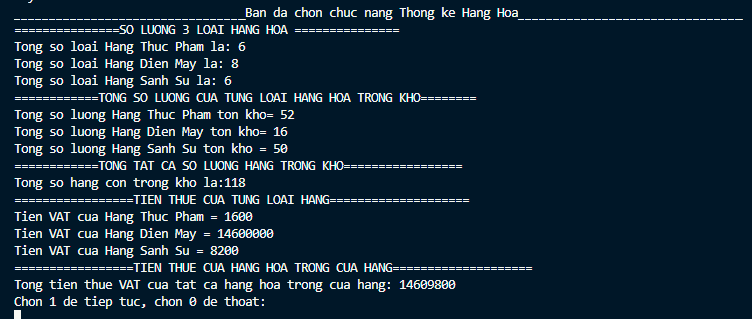 _________________________________Ban da chon chuc nang Thong ke Hang Hoa________________________________
===============SO LUONG 3 LOAI HANG HOA ===============
Tong so loai Hang Thuc Pham la: 6
Tong so loai Hang Dien May la: 8
Tong so loai Hang Sanh Su la: 6
============TONG SO LUONG CUA TUNG LOAI HANG HOA TRONG KHO========
Tong so luong Hang Thuc Pham ton kho= 52
Tong so luong Hang Dien May ton kho= 16
Tong so luong Hang Sanh Su ton kho = 50
============TONG TAT CA SO LUONG HANG TRONG KHO=================
Tong so hang con trong kho la:118
=================TIEN THUE CUA TUNG LOAI HANG====================
Tien VAT cua Hang Thuc Pham = 1600
Tien VAT cua Hang Dien May = 14600000
Tien VAT cua Hang Sanh Su = 8200
=================TIEN THUE CUA HANG HOA TRONG CUA HANG====================
Tong tien thue VAT cua tat ca hang hoa trong cua hang: 14609800
Chon 1 de tiep tuc, chon 0 de thoat: